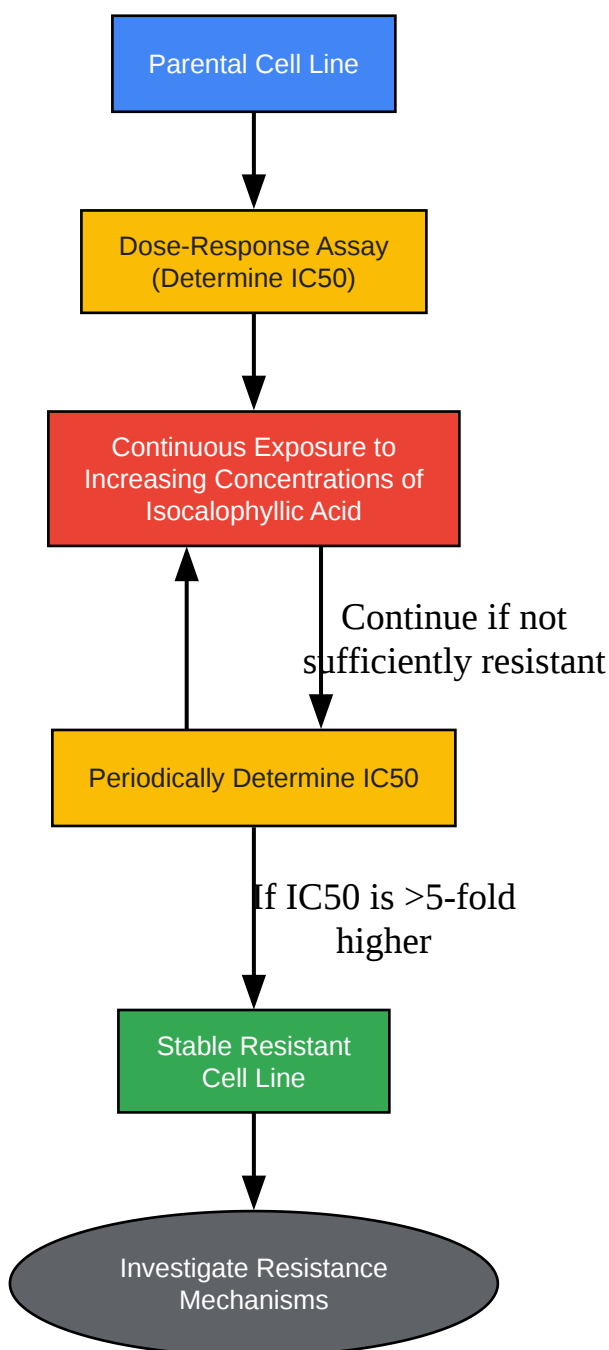 Parental Cell Line
Dose-Response Assay
(Determine IC50)
Continuous Exposure to
Increasing Concentrations of
Isocalophyllic Acid
Continue if not
sufficiently resistant
Periodically Determine IC50
If IC50 is >5-fold
higher
Stable Resistant
Cell Line
Investigate Resistance
Mechanisms